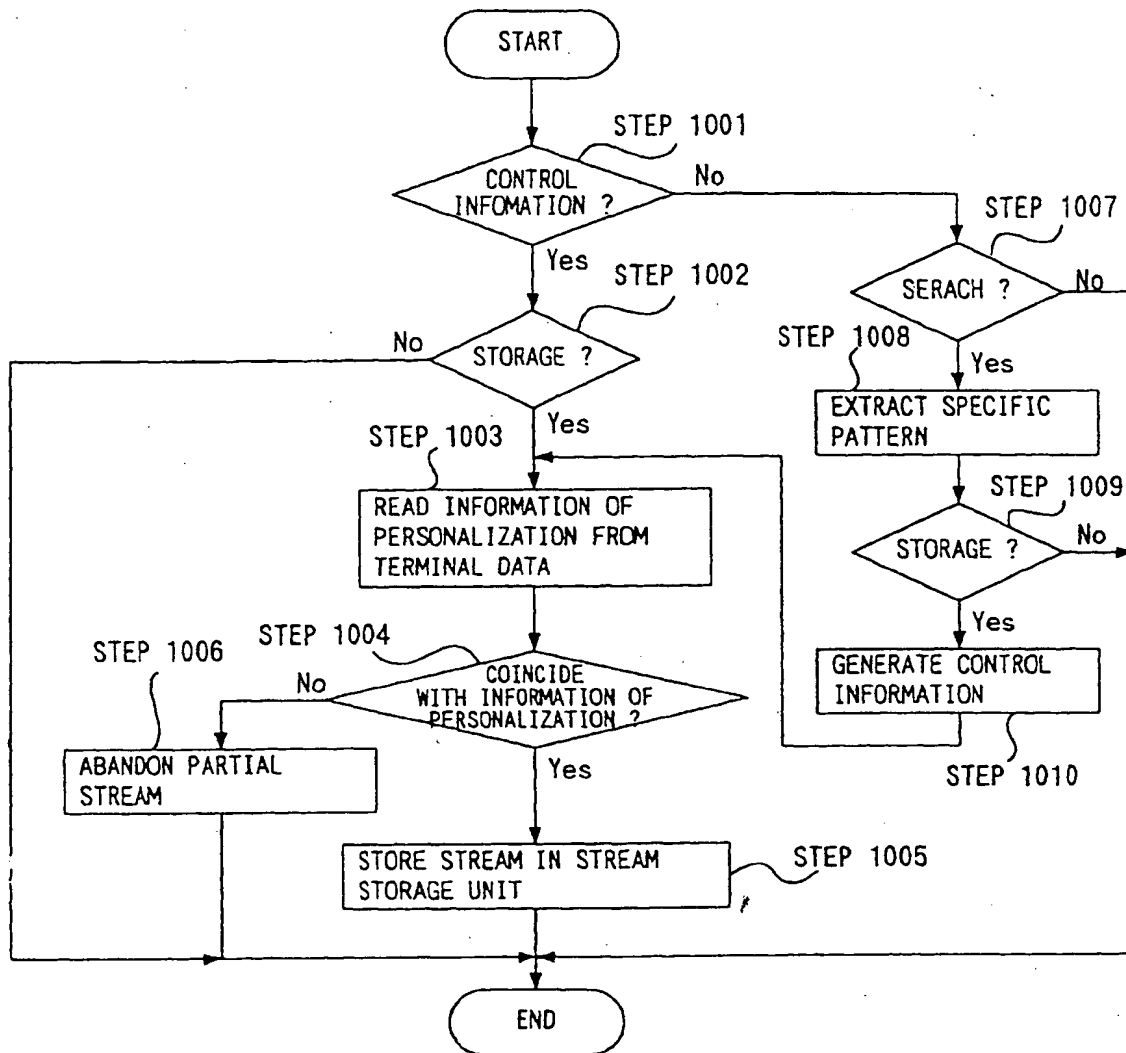 START
STEP 1001
CONTROL
INFOMATION ?
No
STEP 1007
Yes
STEP 1002
SERACH ?
No
No
STORAGE ?
STEP 1008
Yes
EXTRACT SPECIFIC
PATTERN
Yes
STEP 1003
STEP 1009
READ INFORMATION OF
PERSONALIZATION FROM
TERMINAL DATA
STORAGE ?
No
Yes
STEP 1004
STEP 1006
GENERATE CONTROL
INFORMATION
No
COINCIDE
WITH INFORMATION OF
PERSONALIZATION ?
ABANDON PARTIAL
STREAM
Yes
STEP 1010
STORE STREAM IN STREAM
STORAGE UNIT
STEP 1005
END